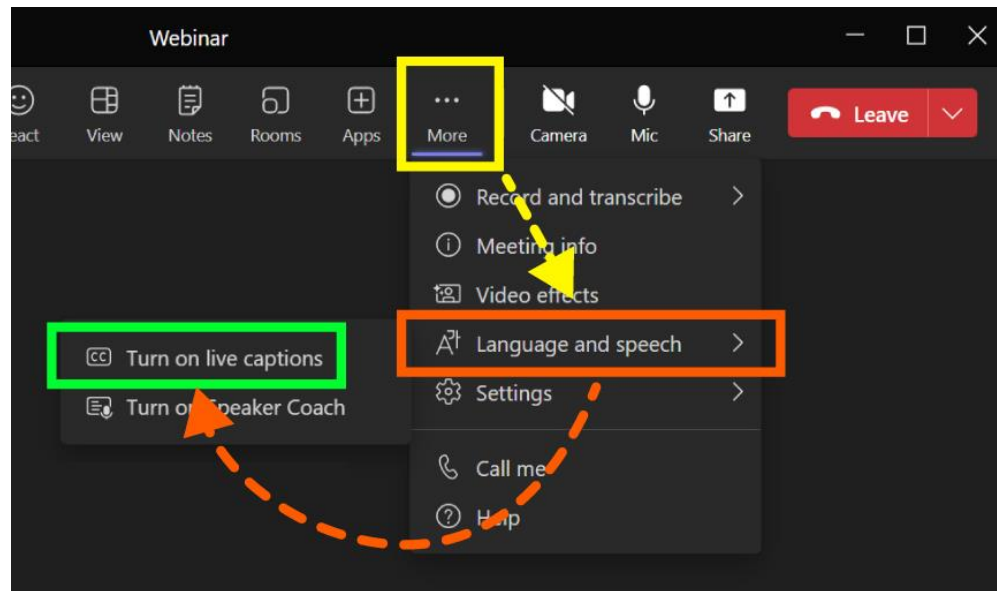 Webinar
eact View Notes Rooms Apps More Camera Mic Share Leave
Record and transcribe
Meeting info
Video effects
Language and speech
Settings
Call me
Help
CC Turn on live captions
Turn on Speaker Coach